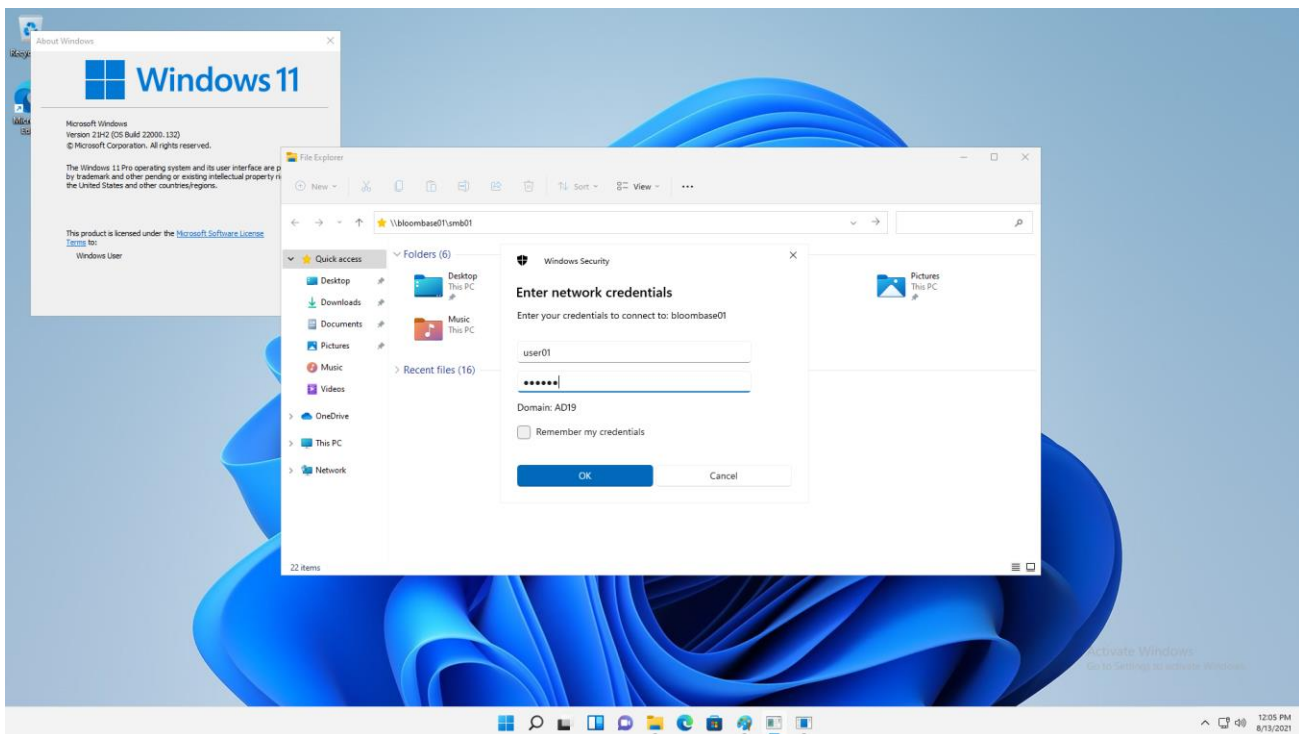 About Windows
Windows 11
Microsoft Windows
Version 21H2 (OS Build 22000.132)
© Microsoft Corporation. All rights reserved.
The Windows 11 Pro operating system and its user interface are
by trademark and other pending or existing intellectual property
the United States and other countries/regions.
This product is licensed under the Microsoft Software License
Terms to:
Windows User
File Explorer
New
Sort
View
\\bloombase01\smb01
Quick access
Desktop
Downloads
Documents
Pictures
Music
Videos
OneDrive
This PC
Network
Folders (6)
Desktop
This PC
Music
This PC
Pictures
This PC
Recent files (16)
22 items
Windows Security
Enter network credentials
Enter your credentials to connect to: bloombase01
user01
Domain: AD19
Remember my credentials
OK Cancel
Activate Windows
Go to Settings to activate Windows.
12:05 PM
8/13/2021